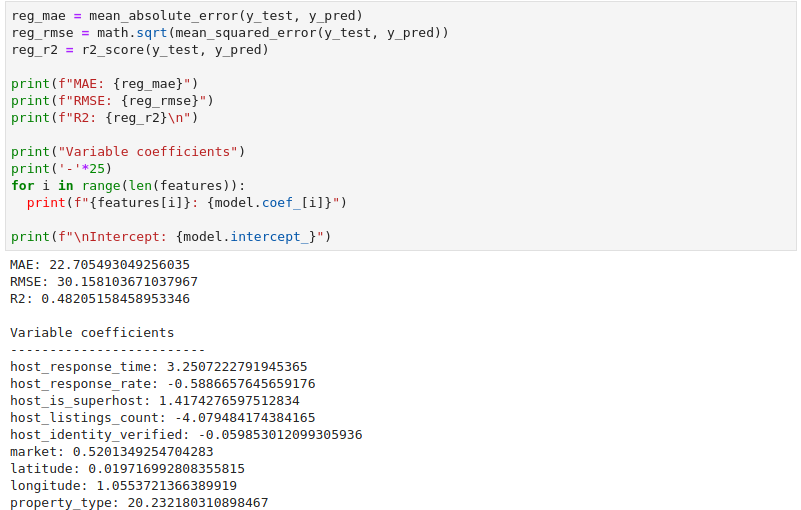 reg_mae = mean_absolute_error(y_test, y_pred)
reg_rmse = math.sqrt(mean_squared_error(y_test, y_pred))
reg_r2 = r2_score(y_test, y_pred)
print(f"MAE: {reg_mae}")
print(f"RMSE: {reg_rmse}")
print(f"R2: {reg_r2}\n")
print("Variable coefficients")
print('-'*25)
for i in range(len(features)):
  print(f"{features[i]}: {model.coef_[i]}")
print(f"\nIntercept: {model.intercept_}")
MAE: 22.705493049256035
RMSE: 30.158103671037967
R2: 0.48205158458953346
Variable coefficients
-------------------------
host_response_time: 3.2507222791945365
host_response_rate: -0.5886657645659176
host_is_superhost: 1.4174276597512834
host_listings_count: -4.079484174384165
host_identity_verified: -0.059853012099305936
market: 0.5201349254704283
latitude: 0.019716992808355815
longitude: 1.0553721366389919
property_type: 20.232180310898467